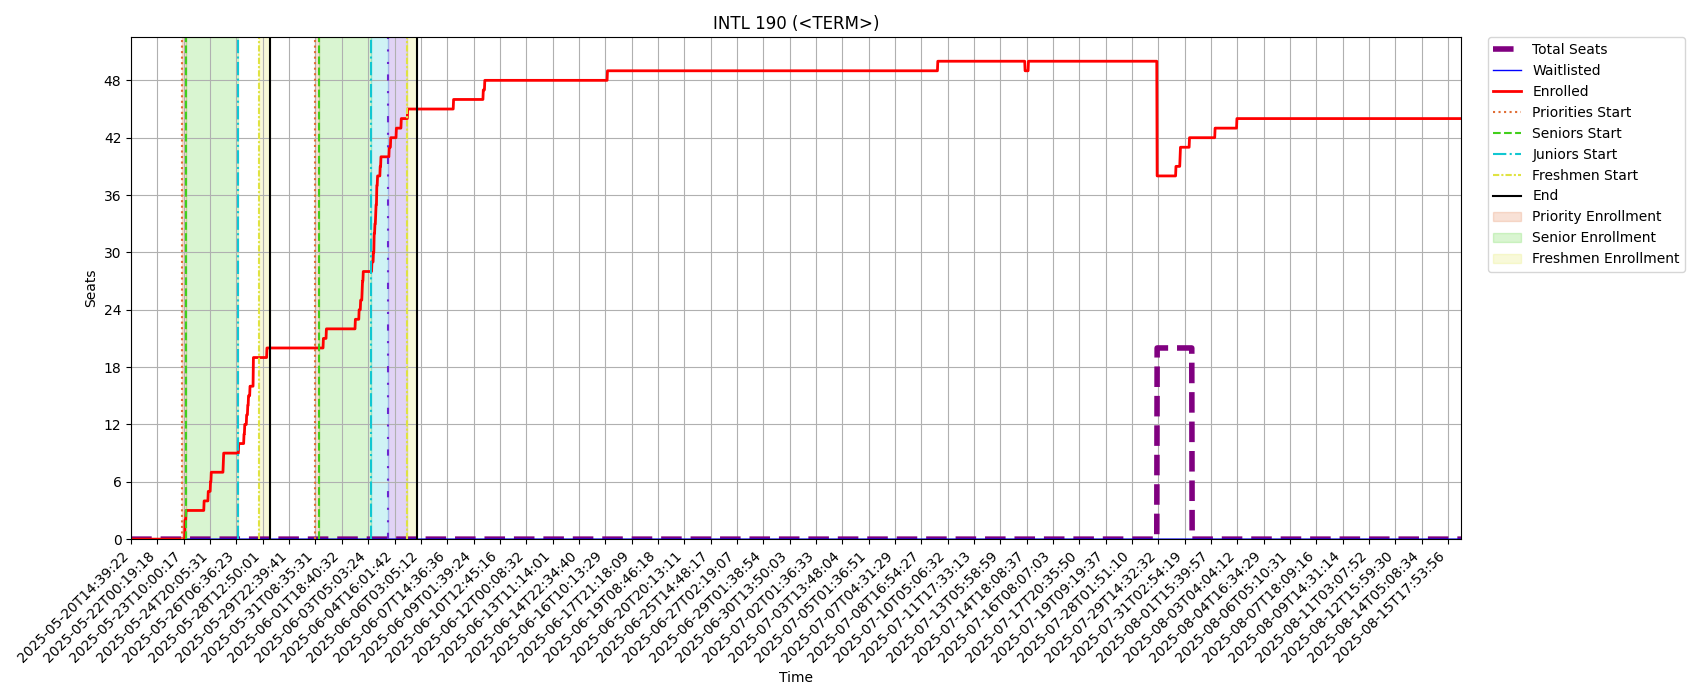 INTL 190 (<TERM>)
Seats
48
42
36
30
24
18
12
6
0
2025-05-20T14:39:22
2025-05-22T00:19:18
2025-05-23T10:00:17
2025-05-24T20:05:31
2025-05-26T06:36:23
2025-05-28T12:50:01
2025-05-29T22:39:41
2025-05-31T08:35:31
2025-06-01T18:40:32
2025-06-03T05:03:24
2025-06-04T16:01:42
2025-06-06T03:05:12
2025-06-07T14:36:36
2025-06-10T01:39:24
2025-06-10T12:45:16
2025-06-12T00:08:32
2025-06-13T11:14:01
2025-06-14T22:34:40
2025-06-16T10:13:29
2025-06-17T21:18:09
2025-06-19T08:46:18
2025-06-20T20:13:11
2025-06-25T14:48:17
2025-06-27T02:19:07
2025-06-29T01:38:54
2025-06-30T13:50:03
2025-07-02T01:36:33
2025-07-03T13:48:04
2025-07-05T01:36:51
2025-07-07T04:31:29
2025-07-08T16:54:27
2025-07-10T05:06:32
2025-07-11T17:33:13
2025-07-13T05:58:59
2025-07-14T18:08:37
2025-07-16T08:07:03
2025-07-17T20:35:50
2025-07-19T09:19:37
2025-07-28T01:51:10
2025-07-29T14:32:32
2025-07-31T02:54:19
2025-08-01T15:39:57
2025-08-03T04:04:12
2025-08-04T16:34:29
2025-08-06T05:10:31
2025-08-07T18:09:16
2025-08-09T14:31:14
2025-08-11T03:07:52
2025-08-12T15:59:30
2025-08-14T05:08:34
2025-08-15T17:53:56
Time
Total Seats
Waitlisted
Enrolled
Priorities Start
Seniors Start
Juniors Start
Freshmen Start
End
Priority Enrollment
Senior Enrollment
Freshmen Enrollment